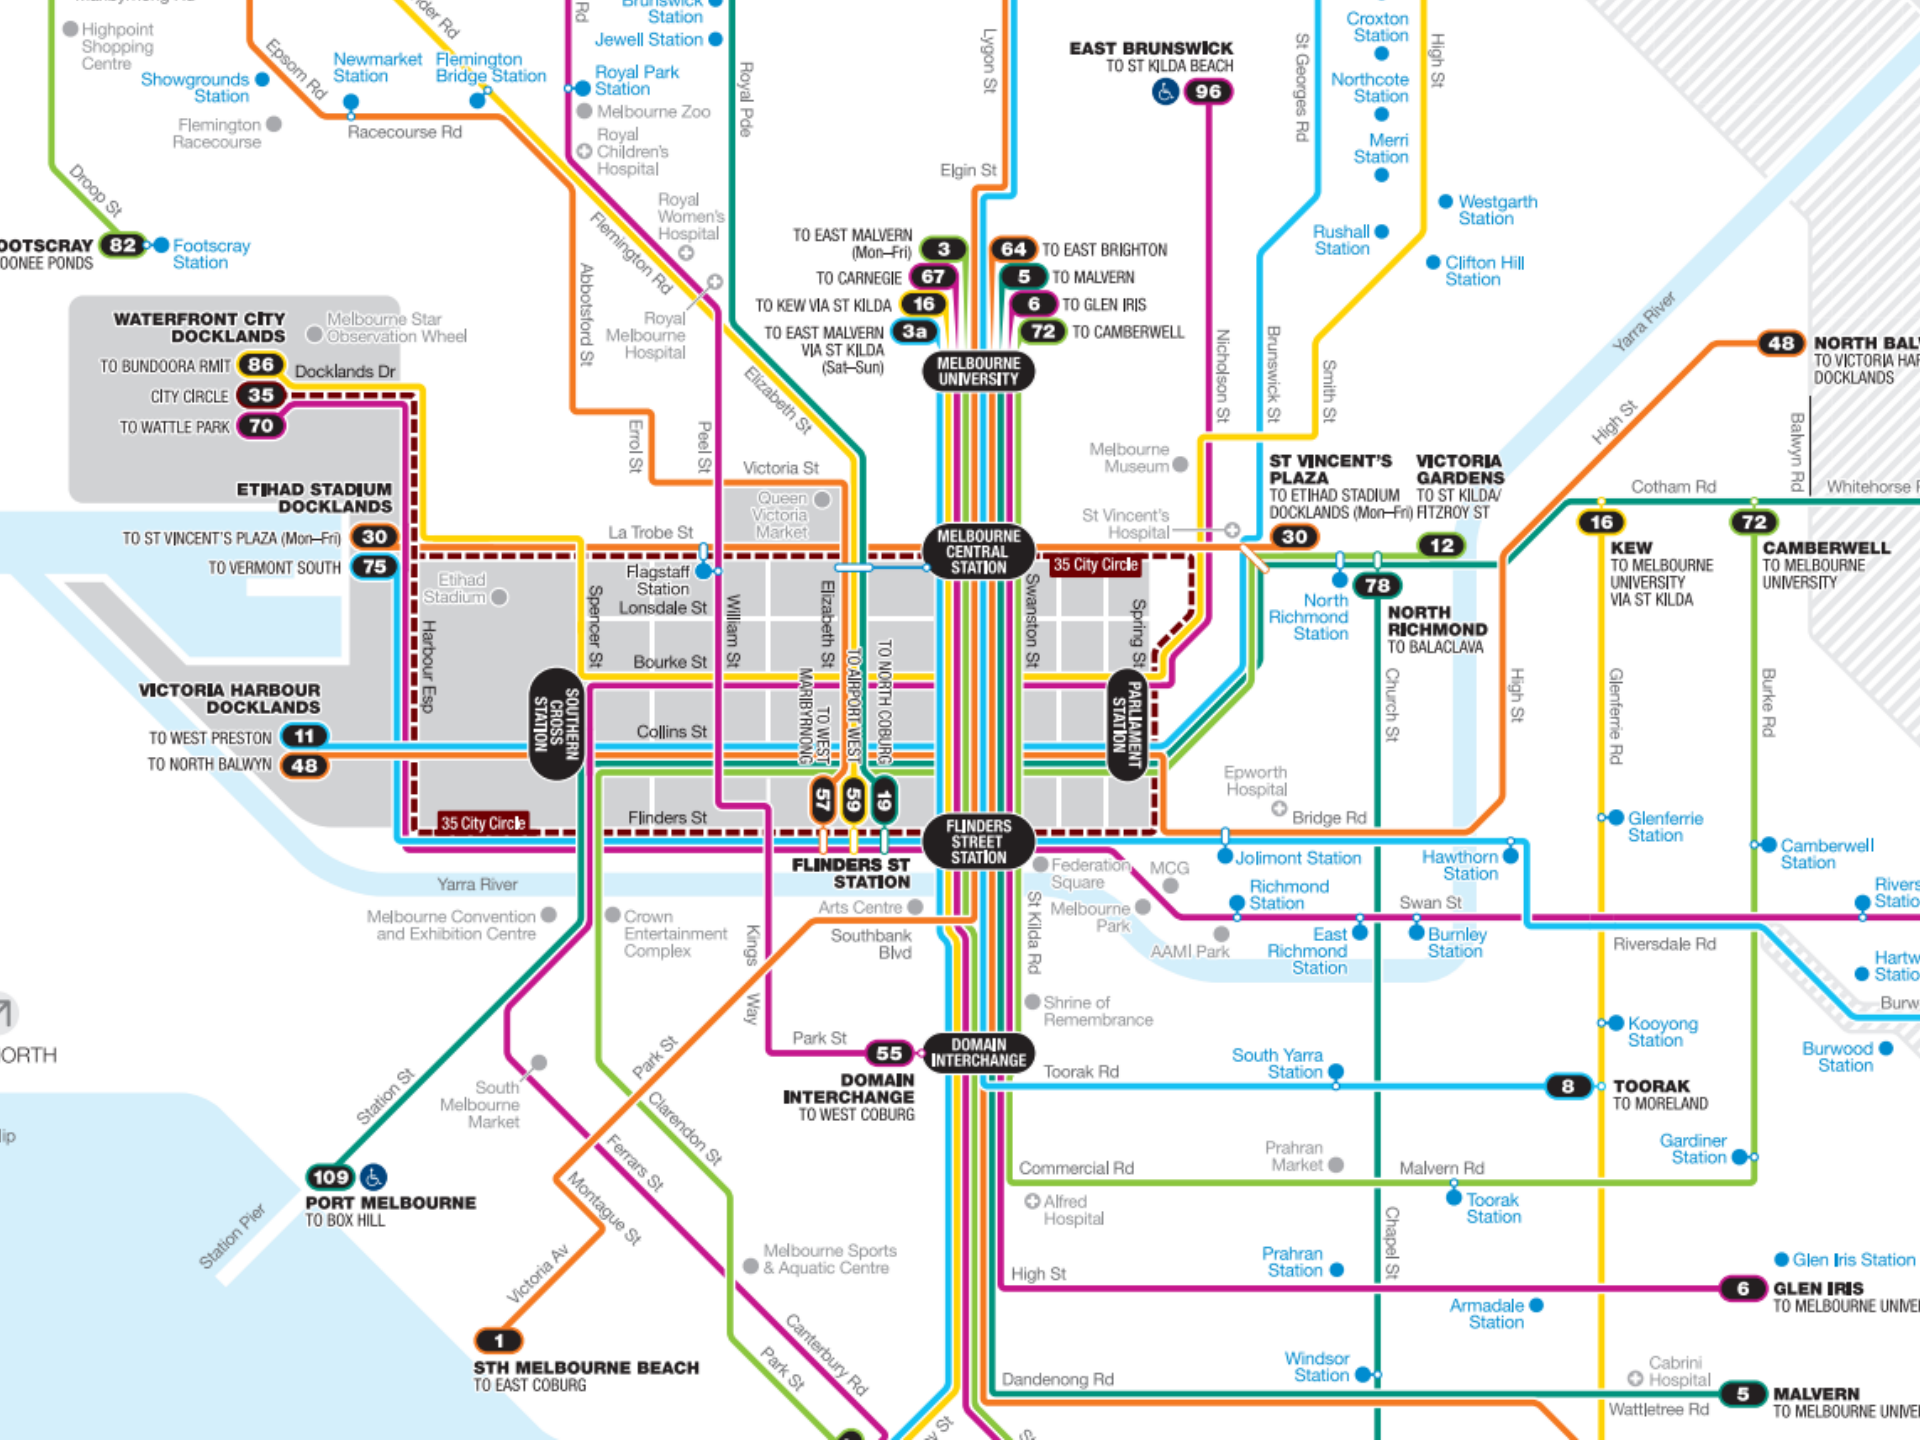 Highpoint
Shopping
Centre
Showgrounds
Station
Flemington
Racecourse
Epsom Rd
Newmarket
Station
Flemington
Bridge Station
Racecourse Rd
Rd
Brunswick
Station
Jewell Station
Royal Park
Station
Melbourne Zoo
Royal
Children's
Hospital
Royal Pde
Royal
Women's
Hospital
Flemington Rd
Royal
Melbourne
Hospital
Abbotsford St
Droop St
82
Footscray
Station
OONEE PONDS
Lygon St
Elgin St
EAST BRUNSWICK
TO ST KILDA BEACH
96
St Georges Rd
Croxton
Station
High St
Northcote
Station
Merri
Station
Westgarth
Station
Rushall
Station
Clifton Hill
Station
Yarra River
TO EAST MALVERN
(Mon–Fri)
3
64
TO EAST BRIGHTON
TO CARNEGIE
67
5
TO MALVERN
TO KEW VIA ST KILDA
16
6
TO GLEN IRIS
TO EAST MALVERN
VIA ST KILDA
(Sat–Sun)
3a
72
TO CAMBERWELL
MELBOURNE
UNIVERSITY
WATERFRONT CITY
DOCKLANDS
Melbourne Star
Observation Wheel
TO BUNDOORA RMIT
86
Docklands Dr
CITY CIRCLE
35
TO WATTLE PARK
70
Elizabeth St
Errol St
Peel St
Victoria St
Queen
Victoria
Market
Nicholson St
Brunswick St
Smith St
Melbourne
Museum
St Vincent's
Hospital
ST VINCENT'S
PLAZA
TO ETIHAD STADIUM
DOCKLANDS (Mon–Fri)
30
VICTORIA
GARDENS
TO ST KILDA/
FITZROY ST
12
48
TO VICTORIA HAR
DOCKLANDS
High St
Balwyn Rd
Cotham Rd
Whitehorse
16
KEW
TO MELBOURNE
UNIVERSITY
VIA ST KILDA
72
CAMBERWELL
TO MELBOURNE
UNIVERSITY
ETIHAD STADIUM
DOCKLANDS
TO ST VINCENT'S PLAZA (Mon–Fri)
30
TO VERMONT SOUTH
75
Etihad
Stadium
La Trobe St
Flagstaff
Station
Lonsdale St
MELBOURNE
CENTRAL
STATION
35 City Circle
North
Richmond
Station
78
NORTH
RICHMOND
TO BALACLAVA
Harbour Esp
Spencer St
William St
Elizabeth St
Swanston St
Spring St
Bourke St
TO WEST
MARIBYRNONG
TO AIRPORT WEST
TO NORTH COBURG
SOUTHERN
CROSS
STATION
PARLIAMENT
STATION
VICTORIA HARBOUR
DOCKLANDS
TO WEST PRESTON
11
TO NORTH BALWYN
48
Collins St
57
59
19
35 City Circle
Flinders St
FLINDERS
STREET
STATION
FLINDERS ST
STATION
Epworth
Hospital
Bridge Rd
Church St
High St
Glenferrie Rd
Burke Rd
Glenferrie
Station
Camberwell
Station
Yarra River
Federation
Square
MCG
Jolimont Station
Hawthorn
Station
Richmond
Station
Swan St
Melbourne Convention
and Exhibition Centre
Crown
Entertainment
Complex
Arts Centre
Southbank
Blvd
Melbourne
Park
AAMI Park
East
Richmond
Station
Burnley
Station
Riversdale Rd
Kings Way
St Kilda Rd
Shrine of
Remembrance
Kooyong
Station
Burwood
Station
ORTH
Park St
Park St
55
DOMAIN
INTERCHANGE
DOMAIN
INTERCHANGE
TO WEST COBURG
South Yarra
Station
Toorak Rd
8
TOORAK
TO MORELAND
Station St
South
Melbourne
Market
Clarendon St
Ferrars St
Prahran
Market
Gardiner
Station
Commercial Rd
Malvern Rd
Alfred
Hospital
Toorak
Station
109
PORT MELBOURNE
TO BOX HILL
Station Pier
Montague St
Victoria Av
Melbourne Sports
& Aquatic Centre
Chapel St
Prahran
Station
Glen Iris Station
High St
6
GLEN IRIS
Armadale
Station
Canterbury Rd
1
STH MELBOURNE BEACH
TO EAST COBURG
Park St
Windsor
Station
Cabrini
Hospital
Dandenong Rd
5
MALVERN
Wattletree Rd